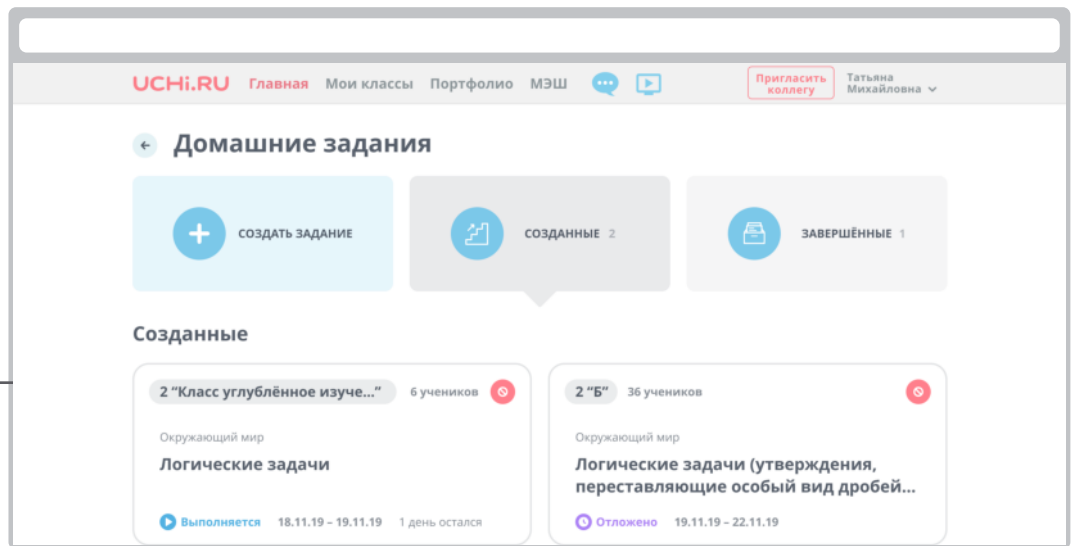 UCHi.RU Главная Мои классы Портфолио МЭШ Пригласить коллегу Татьяна Михайловна
Домашние задания
СОЗДАТЬ ЗАДАНИЕ СОЗДАННЫЕ 2 ЗАВЕРШЁННЫЕ 1
Созданные
2 “Класс углублённое изуче...” 6 учеников
Окружающий мир
Логические задачи
Выполняется 18.11.19 – 19.11.19 1 день остался
2 “Б” 36 учеников
Окружающий мир
Логические задачи (утверждения,
переставляющие особый вид дробей...
Отложено 19.11.19 – 22.11.19